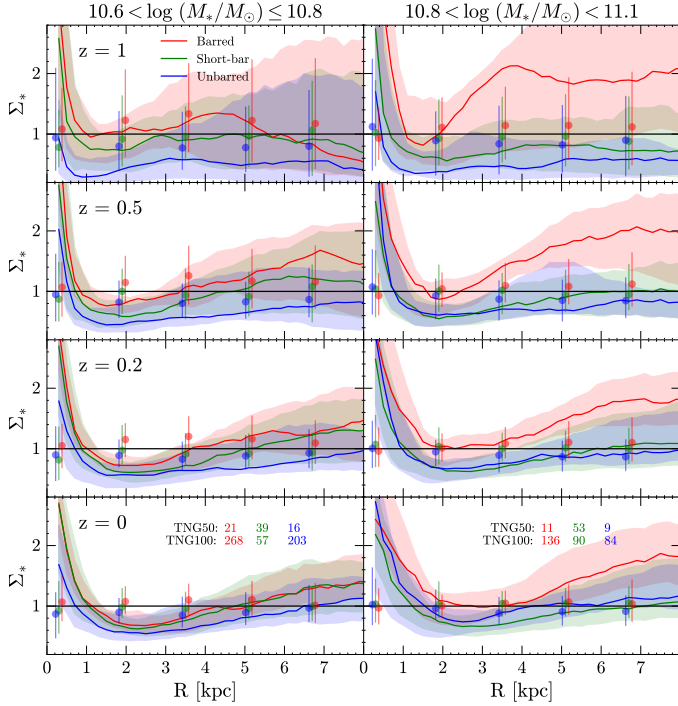 10.6 < log (M*/M⊙) ≤ 10.8
10.8 < log (M*/M⊙) < 11.1
z = 1
Barred
Short-bar
Unbarred
Σ*
2
1
z = 0.5
Σ*
2
1
z = 0.2
Σ*
2
1
z = 0
TNG50: 21 39 16
TNG100: 268 57 203
TNG50: 11 53 9
TNG100: 136 90 84
Σ*
2
1
0 1 2 3 4 5 6 7
0 1 2 3 4 5 6 7
R [kpc]
R [kpc]